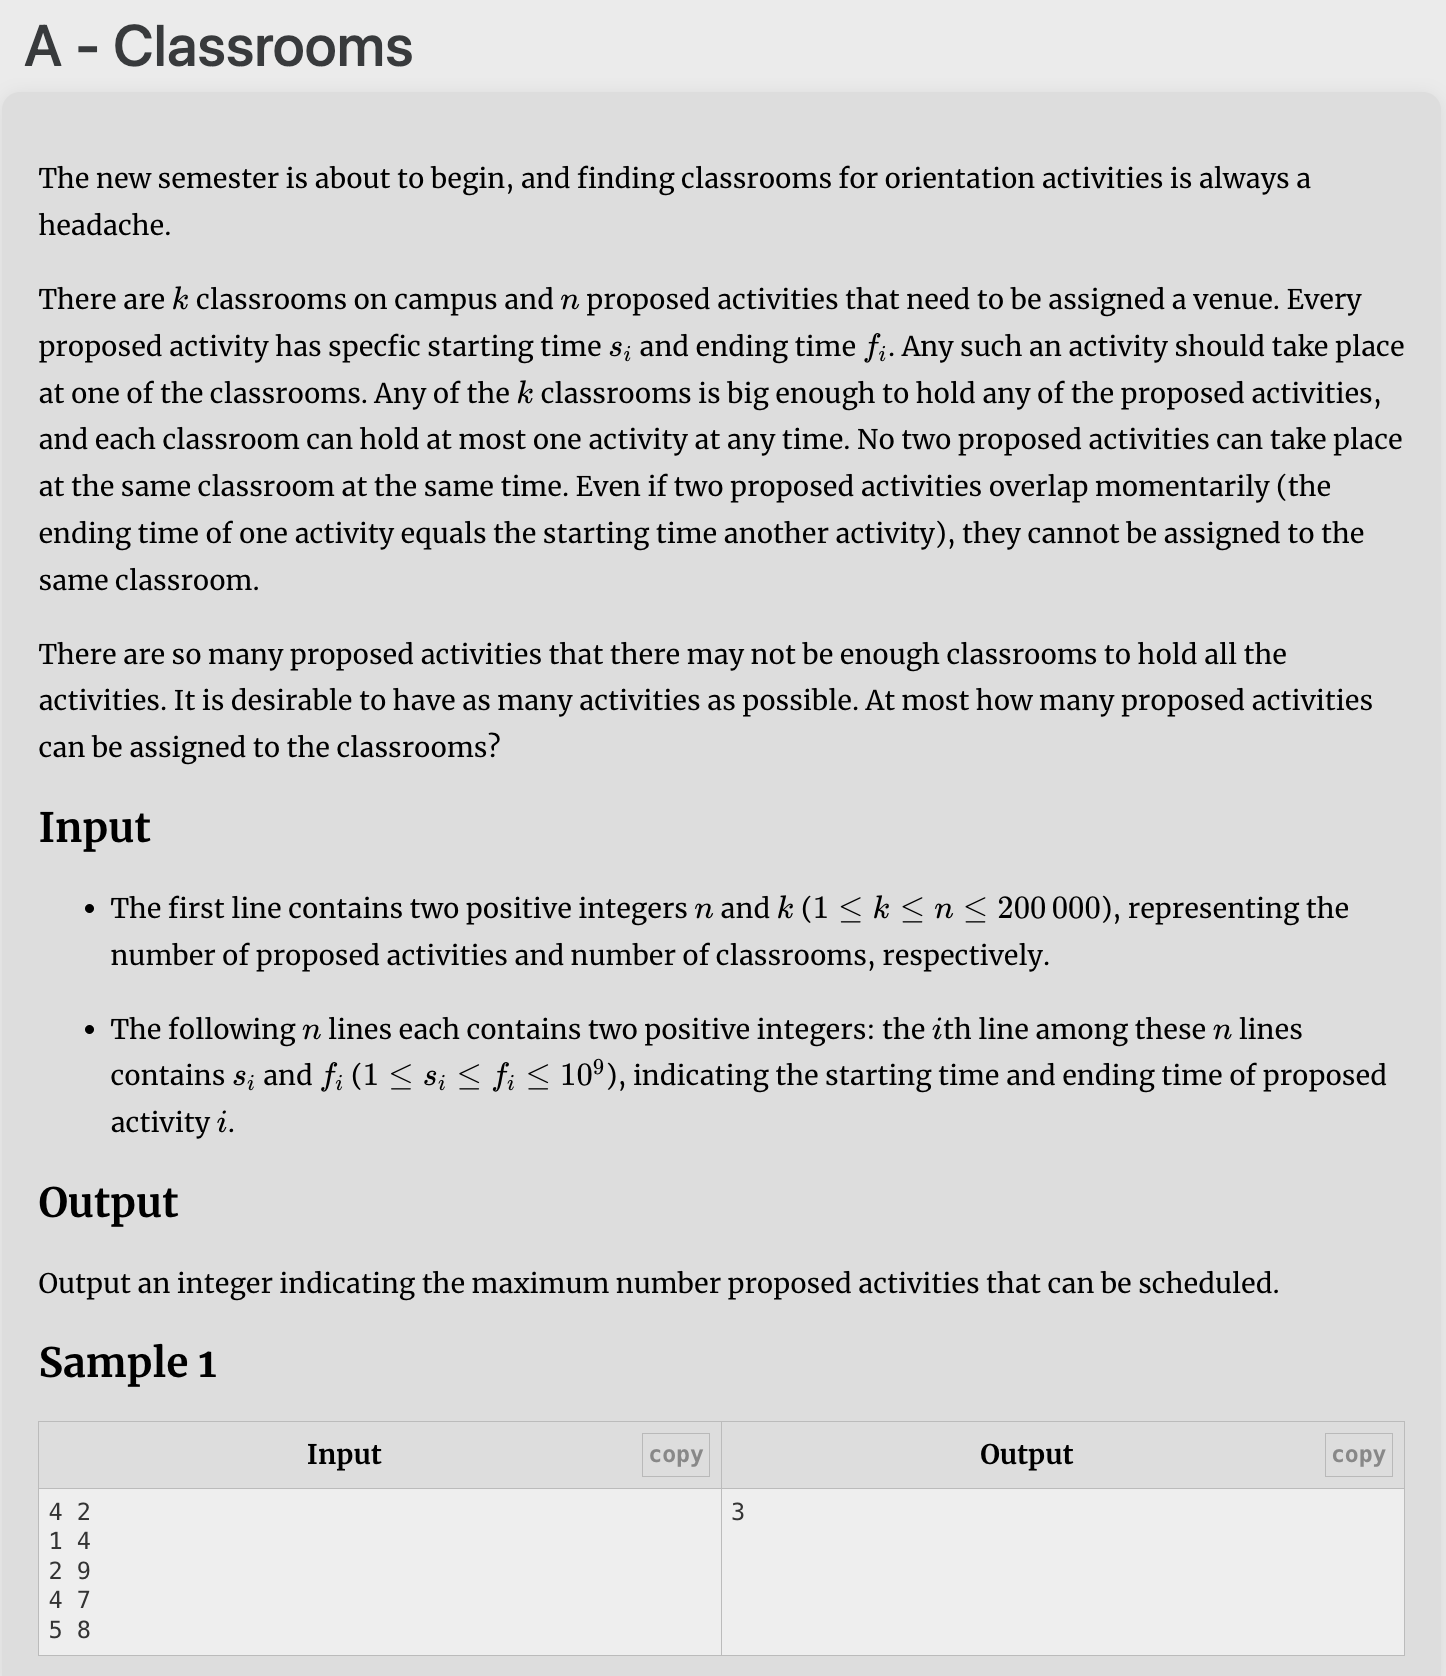 A - Classrooms
The new semester is about to begin, and finding classrooms for orientation activities is always a
headache.
There are k classrooms on campus and n proposed activities that need to be assigned a venue. Every
proposed activity has specfic starting time s_i and ending time f_i. Any such an activity should take place
at one of the classrooms. Any of the k classrooms is big enough to hold any of the proposed activities,
and each classroom can hold at most one activity at any time. No two proposed activities can take place
at the same classroom at the same time. Even if two proposed activities overlap momentarily (the
ending time of one activity equals the starting time another activity), they cannot be assigned to the
same classroom.
There are so many proposed activities that there may not be enough classrooms to hold all the
activities. It is desirable to have as many activities as possible. At most how many proposed activities
can be assigned to the classrooms?
Input
• The first line contains two positive integers n and k (1 ≤ k ≤ n ≤ 200 000), representing the
number of proposed activities and number of classrooms, respectively.
• The following n lines each contains two positive integers: the ith line among these n lines
contains s_i and f_i (1 ≤ s_i ≤ f_i ≤ 10^9), indicating the starting time and ending time of proposed
activity i.
Output
Output an integer indicating the maximum number proposed activities that can be scheduled.
Sample 1
Input copy Output copy
4 2 3
1 4
2 9
4 7
5 8